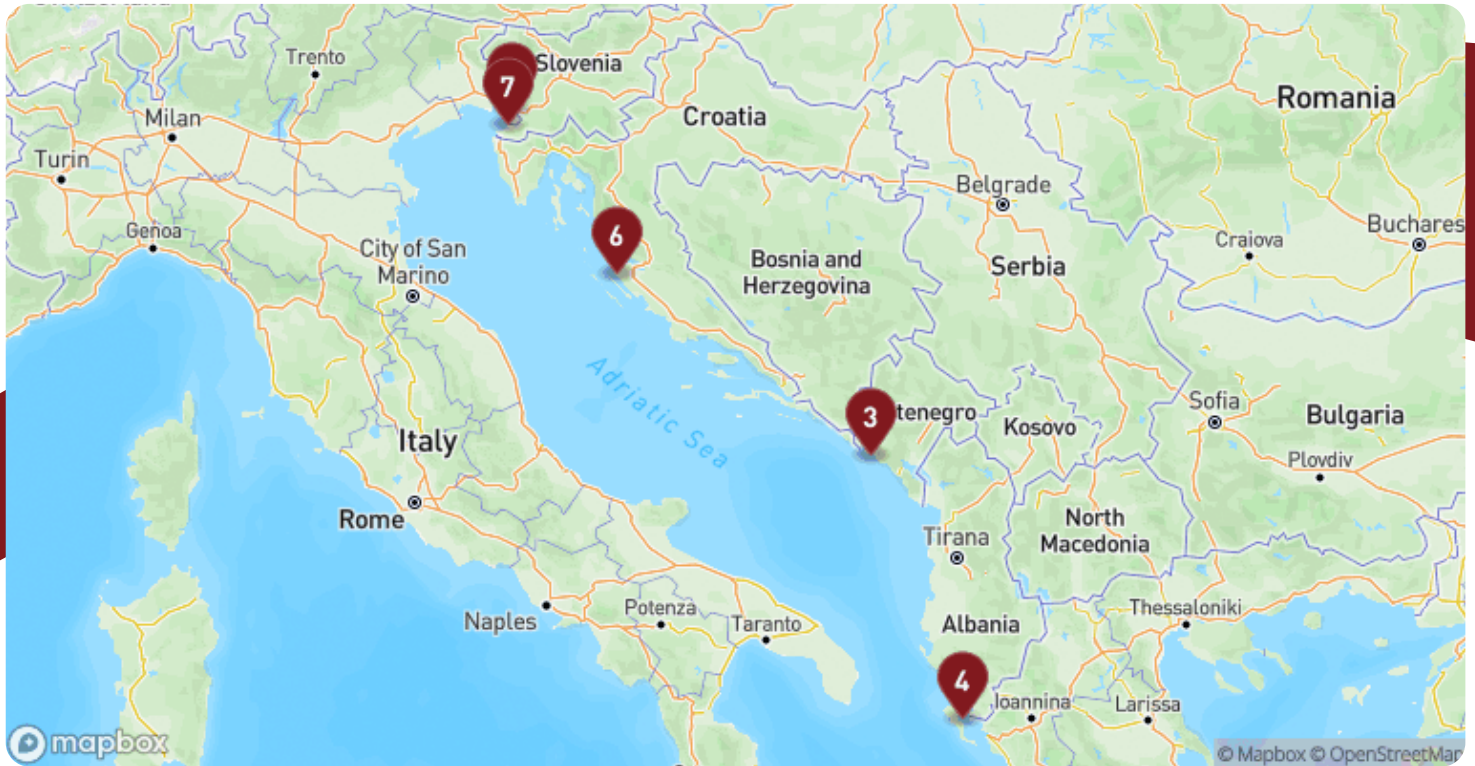 Trento
Slovenia
7
Croatia
Romania
Milan
Turin
Belgrade
Genoa
City of San
Marino
6
Bosnia and
Herzegovina
Serbia
Craiova
Buchares
Adriatic Sea
Italy
3
tenegro
Kosovo
Sofia
Bulgaria
Plovdiv
Rome
Tirana
North
Macedonia
Naples
Potenza
Taranto
Albania
Thessaloniki
4
Ioannina
Larissa
mapbox
© Mapbox © OpenStreetMap